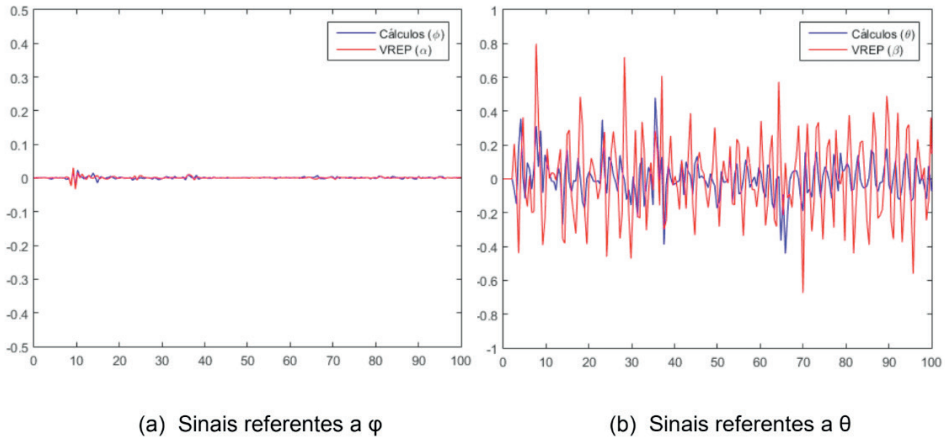 0.5
0.4
0.3
0.2
0.1
0
-0.1
-0.2
-0.3
-0.4
-0.5
0 10 20 30 40 50 60 70 80 90 100
Cálculos (ϕ)
VREP (α)
(a) Sinais referentes a φ
1
0.8
0.6
0.4
0.2
0
-0.2
-0.4
-0.6
-0.8
-1
0 10 20 30 40 50 60 70 80 90 100
Cálculos (θ)
VREP (β)
(b) Sinais referentes a θ